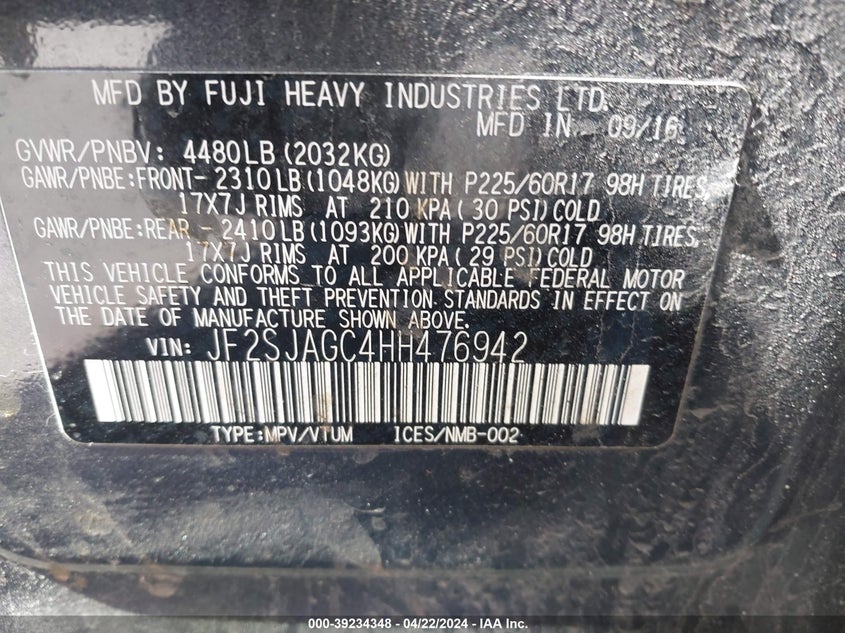 MFD BY FUJI HEAVY INDUSTRIES LTD.
MFD IN 09/16
GVWR/PNBV: 4480LB(2032KG)
GAWR/PNBE:FRONT- 2310LB(1048KG)WITH P225/60R17 98H TIRES,
17X7J RIMS AT 210 KPA(30 PSI)COLD
GAWR/PNBE:REAR - 2410LB(1093KG)WITH P225/60R17 98H TIRES,
17X7J RIMS AT 200 KPA(29 PSI)COLD
THIS VEHICLE CONFORMS TO ALL APPLICABLE FEDERAL MOTOR
VEHICLE SAFETY AND THEFT PREVENTION STANDARDS IN EFFECT ON
THE DATE OF MANUFACTURE SHOWN ABOVE.
VIN: JF2SJAGC4HH476942
TYPE:MPV/VTUM ICES/NMB-002
000-39234348 - 04/22/2024 - IAA Inc.